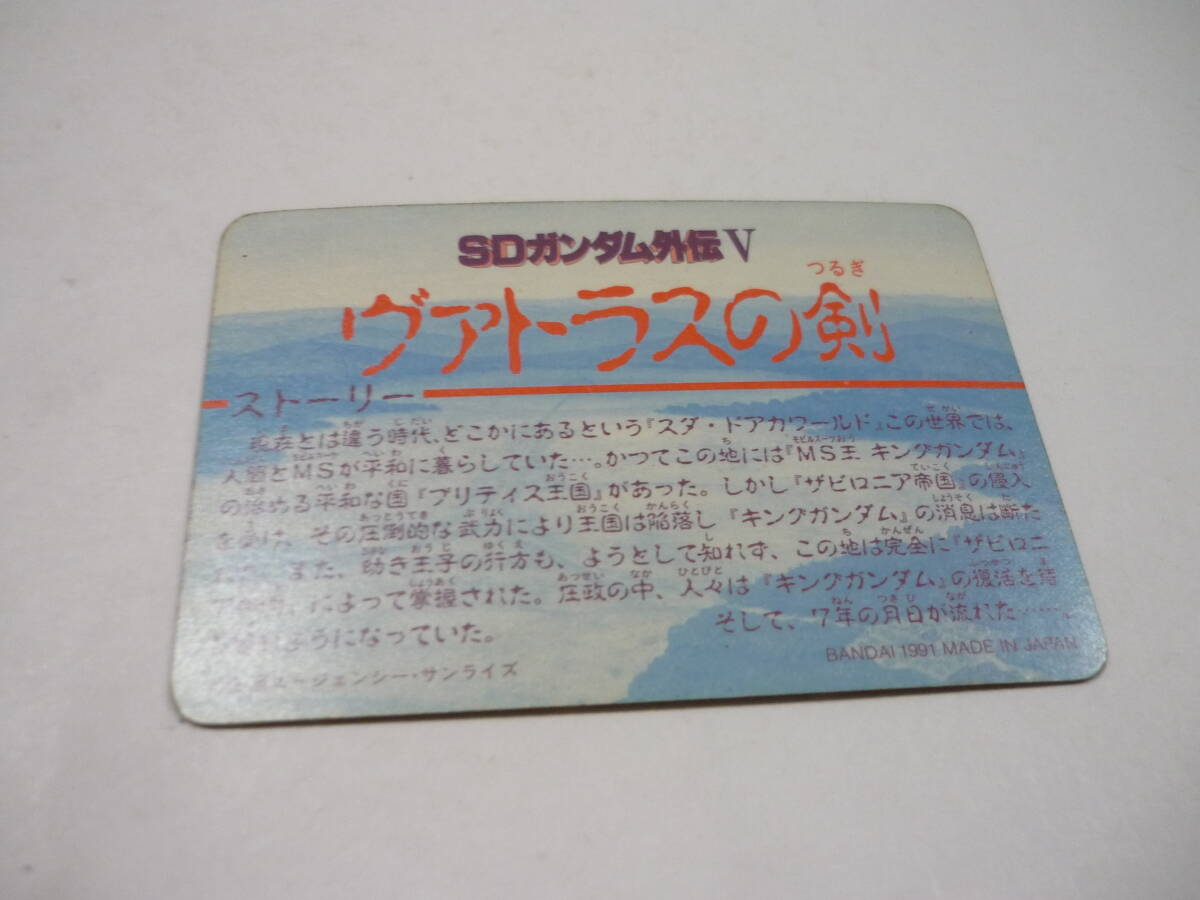 SDガンダム外伝V
つるぎ
ヴァトラスの剣
ストーリー
現在とは違う時代、どこかにあるという『スダ・ドアカワールド』この世界では、
人間とMSが平和に暮らしていた…。かつてこの地には『MS王 キングガンダム』
の治める平和な国『ブリティス王国』があった。しかし『ザビロニア帝国』の侵入
を受け、その圧倒的な武力により王国は陥落し『キングガンダム』の消息は断た
また、幼き王子の行方も、ようとして知れず、この地は完全に『ザビロニ
ア によって掌握された。圧政の中、人々は『キングガンダム』の復活を待
ようになっていた。
そして、7年の月日が流れた……。
エージェンシー・サンライズ
BANDAI 1991 MADE IN JAPAN